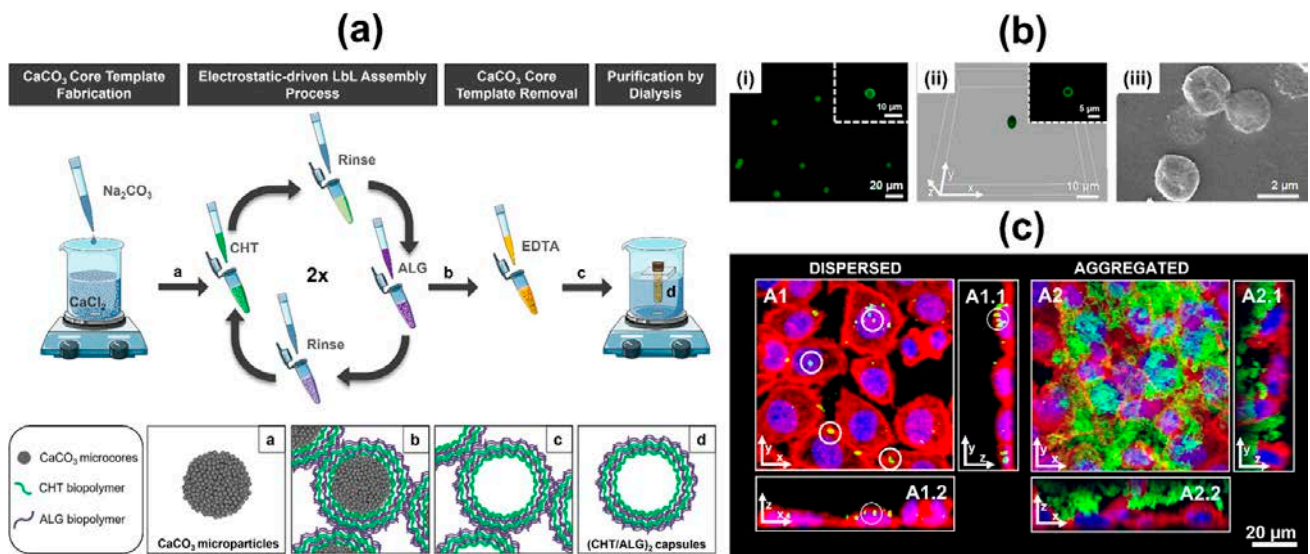 (a)
CaCO₃ Core Template
Fabrication
Electrostatic-driven LbL Assembly
Process
CaCO₃ Core
Template Removal
Purification by
Dialysis
Na₂CO₃
CaCl₂
a
CHT
Rinse
2x
ALG
Rinse
b
EDTA
c
d
CaCO₃ microcores
CHT biopolymer
ALG biopolymer
a
CaCO₃ microparticles
b
c
d
(CHT/ALG)₂ capsules
(b)
(i)
10 µm
20 µm
(ii)
5 µm
y
z
x
10 µm
(iii)
2 µm
(c)
DISPERSED
AGGREGATED
A1
y
x
A1.1
y
z
A1.2
z
x
A2
y
x
A2.1
y
z
A2.2
z
x
20 µm